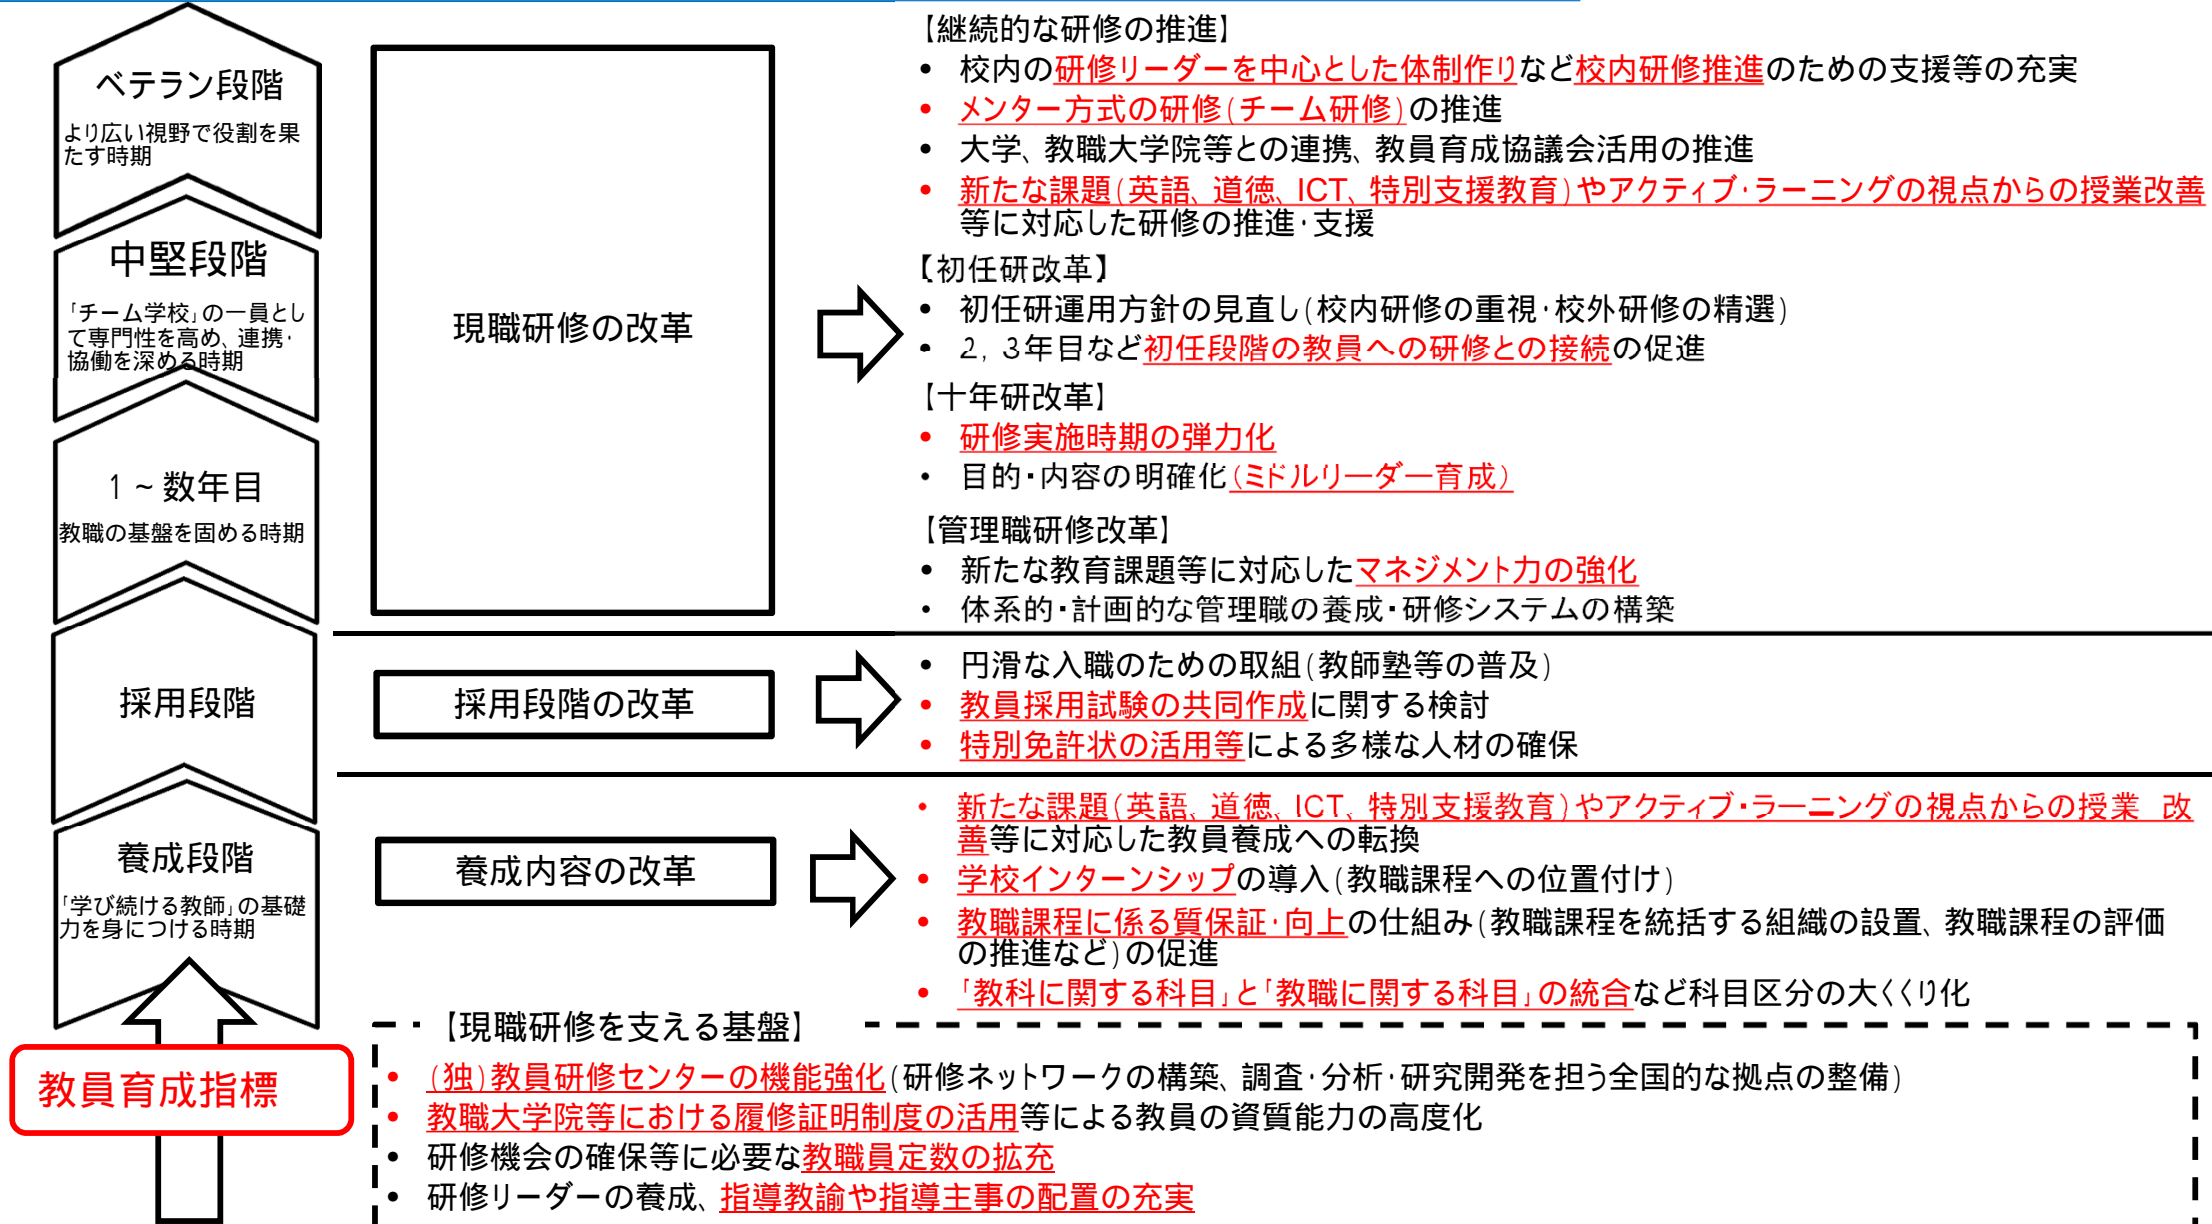 ベテラン段階
より広い視野で役割を果
たす時期
中堅段階
「チーム学校」の一員とし
て専門性を高め、連携・
協働を深める時期
1～数年目
教職の基盤を固める時期
採用段階
養成段階
「学び続ける教師」の基礎
力を身につける時期
教員育成指標
現職研修の改革
【継続的な研修の推進】
• 校内の研修リーダーを中心とした体制作りなど校内研修推進のための支援等の充実
• メンター方式の研修(チーム研修)の推進
• 大学、教職大学院等との連携、教員育成協議会活用の推進
• 新たな課題(英語、道徳、ICT、特別支援教育)やアクティブ・ラーニングの視点からの授業改善
等に対応した研修の推進・支援
【初任研改革】
• 初任研運用方針の見直し(校内研修の重視・校外研修の精選)
• 2，3年目など初任段階の教員への研修との接続の促進
【十年研改革】
• 研修実施時期の弾力化
• 目的・内容の明確化(ミドルリーダー育成)
【管理職研修改革】
• 新たな教育課題等に対応したマネジメント力の強化
• 体系的・計画的な管理職の養成・研修システムの構築
採用段階の改革
• 円滑な入職のための取組(教師塾等の普及)
• 教員採用試験の共同作成に関する検討
• 特別免許状の活用等による多様な人材の確保
養成内容の改革
• 新たな課題(英語、道徳、ICT、特別支援教育)やアクティブ・ラーニングの視点からの授業 改
善等に対応した教員養成への転換
• 学校インターンシップの導入(教職課程への位置付け)
• 教職課程に係る質保証・向上の仕組み(教職課程を統括する組織の設置、教職課程の評価
の推進など)の促進
• 「教科に関する科目」と「教職に関する科目」の統合など科目区分の大くくり化
【現職研修を支える基盤】
• (独)教員研修センターの機能強化(研修ネットワークの構築、調査・分析・研究開発を担う全国的な拠点の整備)
• 教職大学院等における履修証明制度の活用等による教員の資質能力の高度化
• 研修機会の確保等に必要な教職員定数の拡充
• 研修リーダーの養成、指導教諭や指導主事の配置の充実